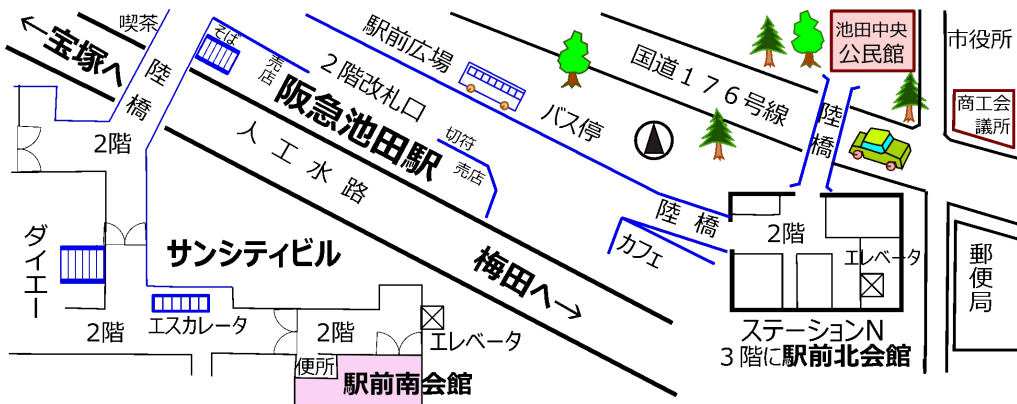 喫茶
←宝塚へ
陸橋
2階
そば
売店
2階改札口
阪急池田駅
駅前広場
バス停
国道176号線
池田中央
公民館
市役所
商工会
議所
陸橋
人工水路
切符
売店
陸橋
カフェ
2階
エレベータ
郵便局
ダイエー
サンシティビル
梅田へ→
エスカレータ
2階
2階
エレベータ
便所
駅前南会館
ステーションN
3階に駅前北会館